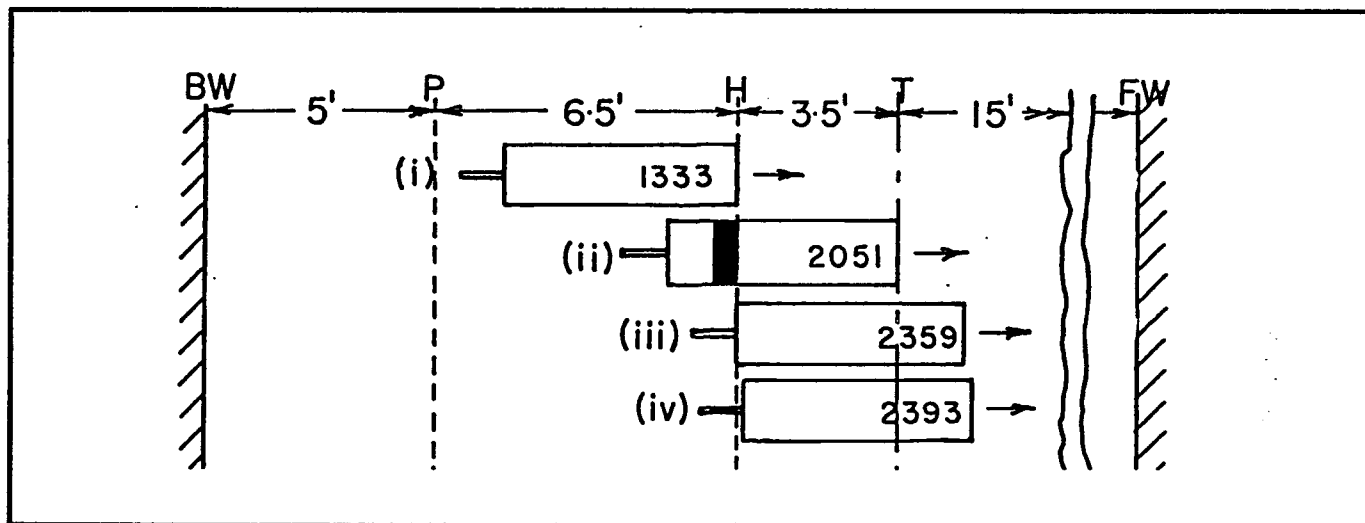 BW P H T FW
5' 6·5' 3·5' 15'
(i) 1333
(ii) 2051
(iii) 2359
(iv) 2393